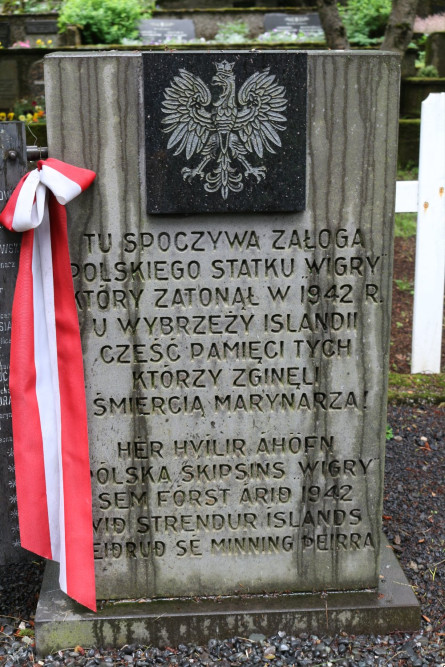 TU SPOCZYWA ZAŁOGA
POLSKIEGO STATKU WIGRY
KTÓRY ZATONĄŁ W 1942 R.
U WYBRZEŻY ISLANDII
CZEŚĆ PAMIĘCI TYCH
KTÓRZY ZGINĘLI
ŚMIERCIĄ MARYNARZA!
HÉR HVÍLIR ÁHÖFN
PÓLSKA SKIPSINS WIGRY
SEM FÓRST ÁRIÐ 1942
VIÐ STRENDUR ÍSLANDS
SÉ MINNING ÞEIRRA